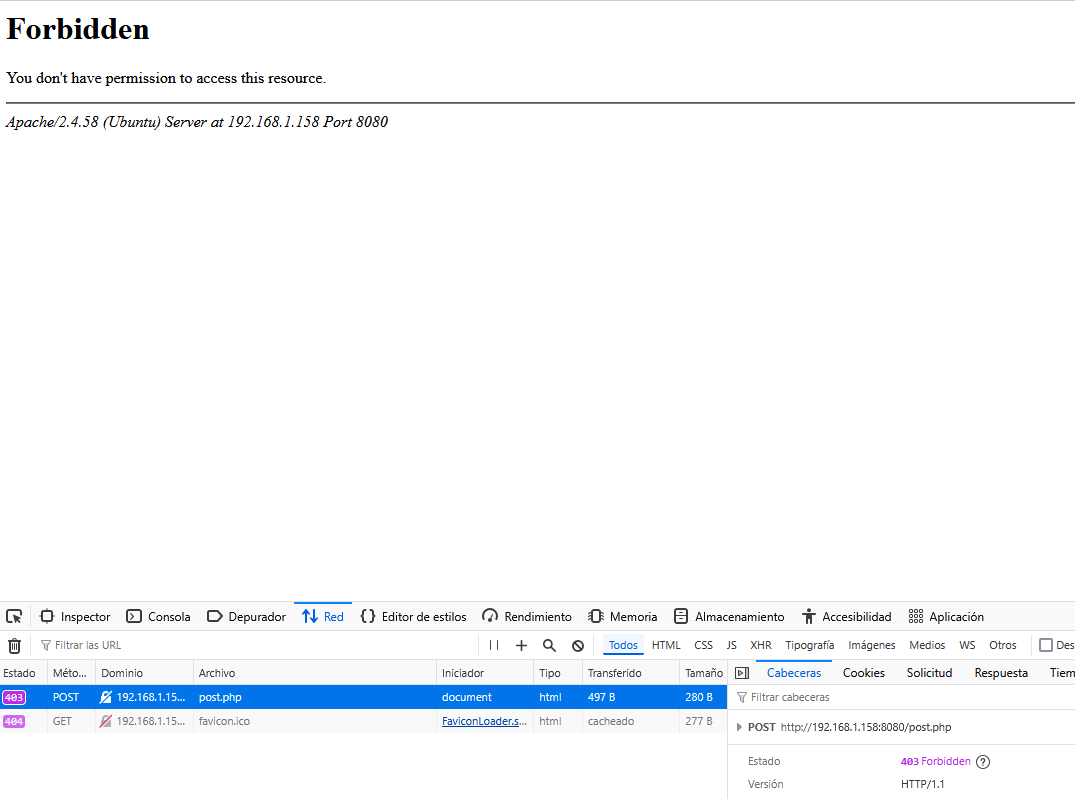 Forbidden
You don't have permission to access this resource.
Apache/2.4.58 (Ubuntu) Server at 192.168.1.158 Port 8080
Inspector Consola Depurador Red Editor de estilos Rendimiento Memoria Almacenamiento Accesibilidad Aplicación
Filtrar las URL Todos HTML CSS JS XHR Tipografía Imágenes Medios WS Otros Des
Estado Méto... Dominio Archivo Iniciador Tipo Transferido Tamaño Cabeceras Cookies Solicitud Respuesta Tiem
403 POST 192.168.1.15... post.php document html 497 B 280 B Filtrar cabeceras
404 GET 192.168.1.15... favicon.ico FaviconLoader.s... html cacheado 277 B
POST http://192.168.1.158:8080/post.php
Estado 403 Forbidden ?
Versión HTTP/1.1